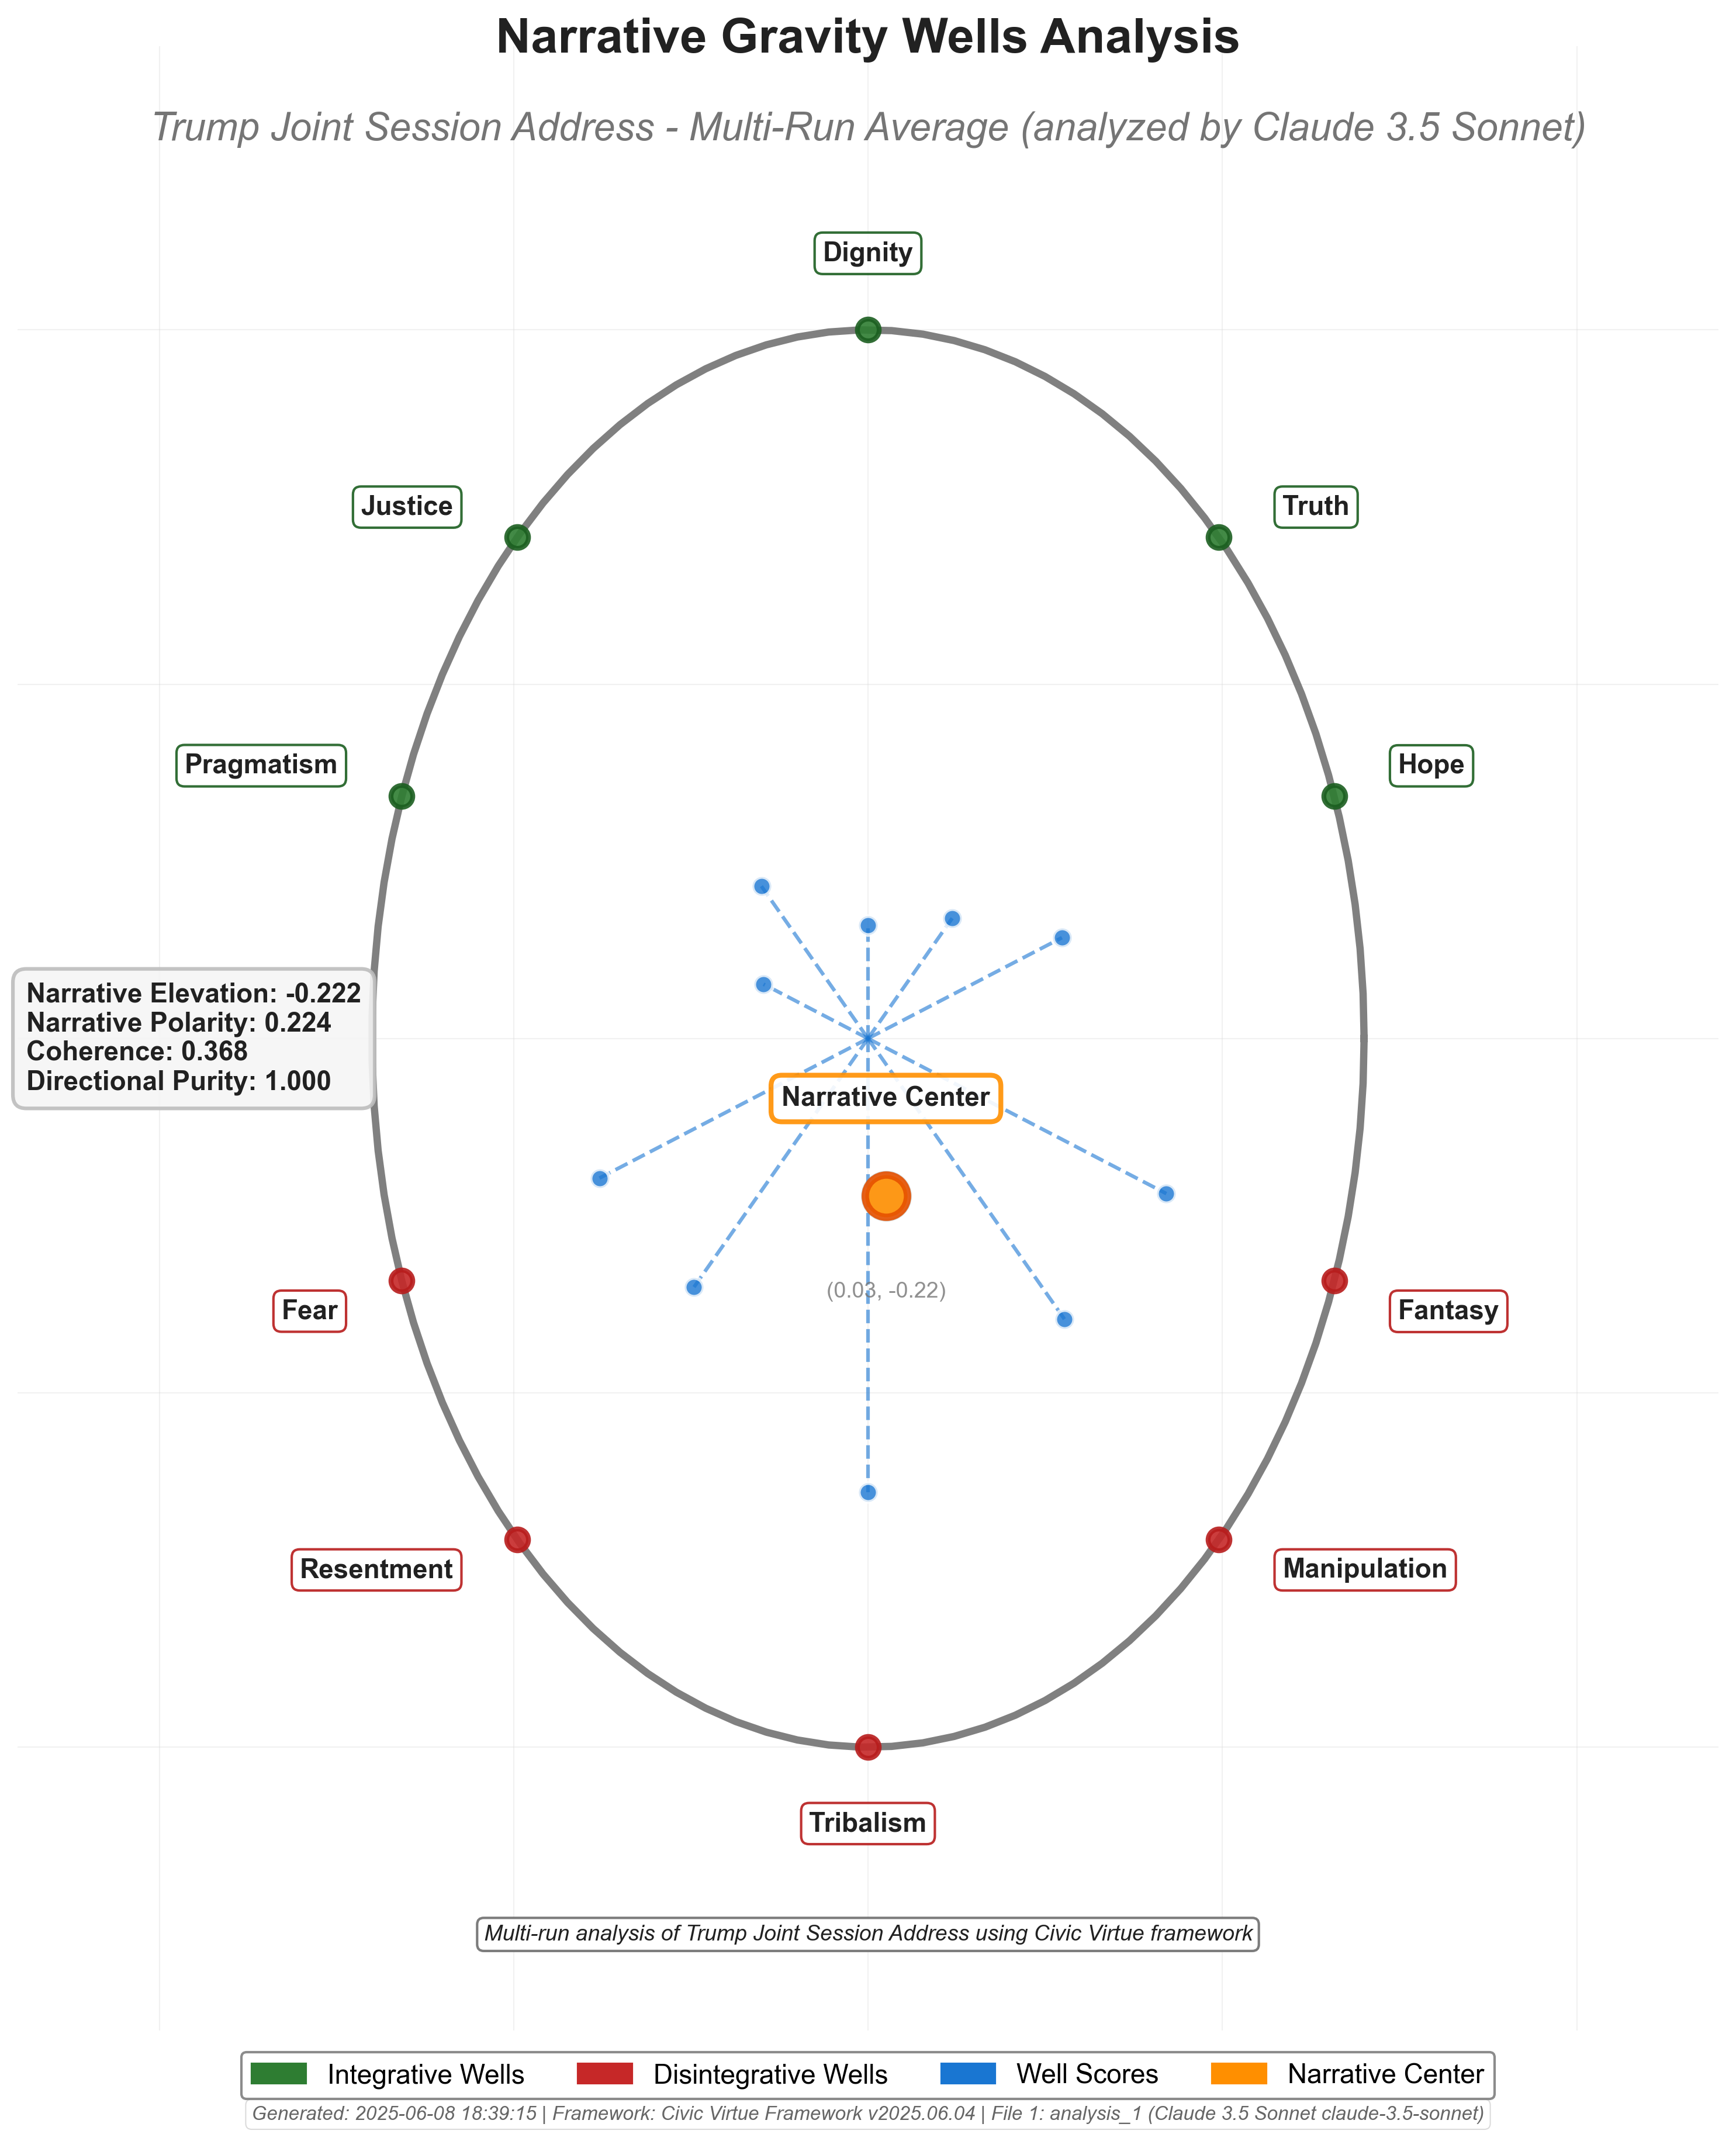 Narrative Gravity Wells Analysis
Trump Joint Session Address - Multi-Run Average (analyzed by Claude 3.5 Sonnet)
Dignity
Justice
Truth
Pragmatism
Hope
Narrative Elevation: -0.222
Narrative Polarity: 0.224
Coherence: 0.368
Directional Purity: 1.000
Narrative Center
(0.03, -0.22)
Fear
Fantasy
Resentment
Manipulation
Tribalism
Multi-run analysis of Trump Joint Session Address using Civic Virtue framework
Integrative Wells
Disintegrative Wells
Well Scores
Narrative Center
Generated: 2025-06-08 18:39:15 | Framework: Civic Virtue Framework v2025.06.04 | File 1: analysis_1 (Claude 3.5 Sonnet claude-3.5-sonnet)